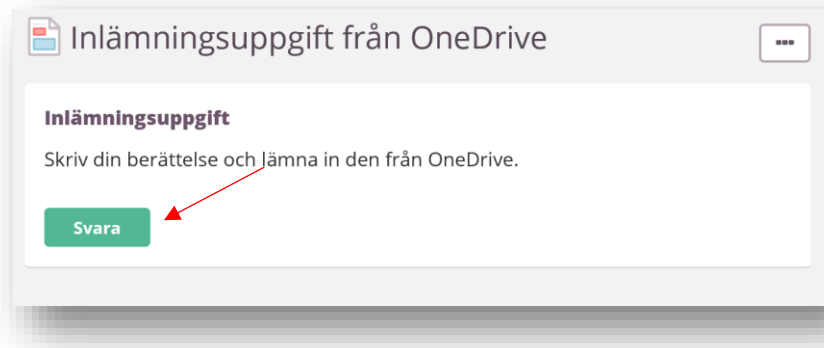 Inlämningsuppgift från OneDrive
Inlämningsuppgift
Skriv din berättelse och lämna in den från OneDrive.
Svara